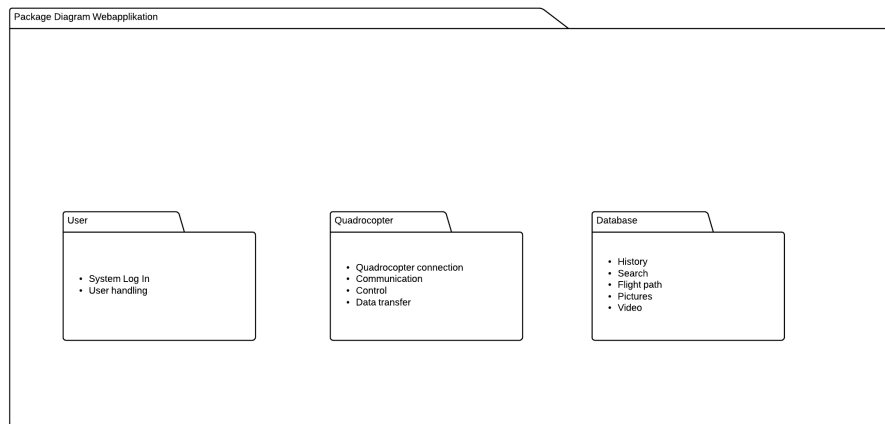 Package Diagram Webapplikation
User
• System Log In
• User handling
Quadrocopter
• Quadrocopter connection
• Communication
• Control
• Data transfer
Database
• History
• Search
• Flight path
• Pictures
• Video